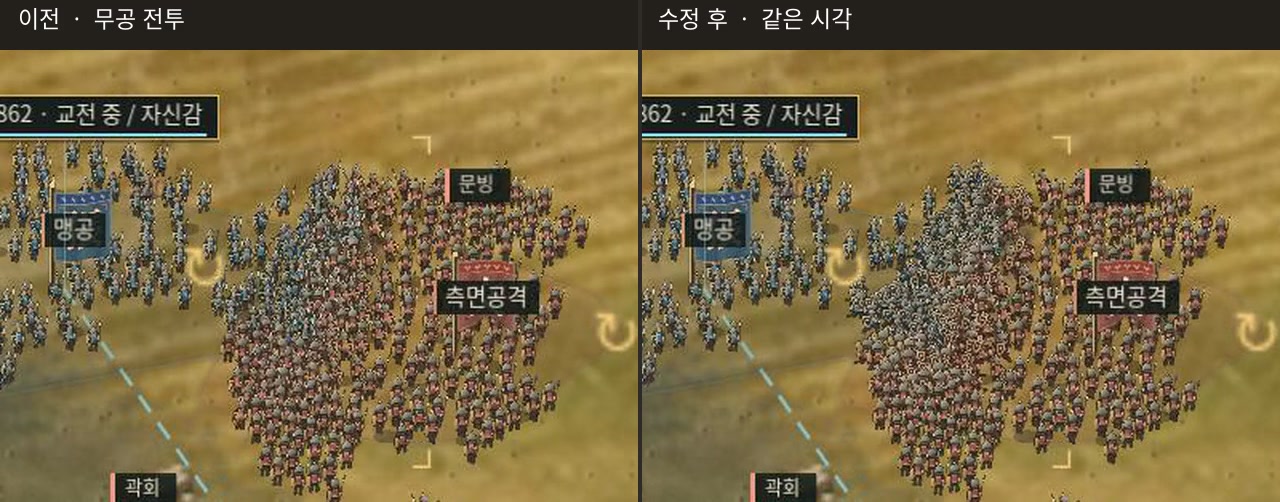 이전 · 무공 전투
862 · 교전 중 / 자신감
문빙
맹공
측면공격
곽회
수정 후 · 같은 시각
862 · 교전 중 / 자신감
문빙
맹공
측면공격
곽회